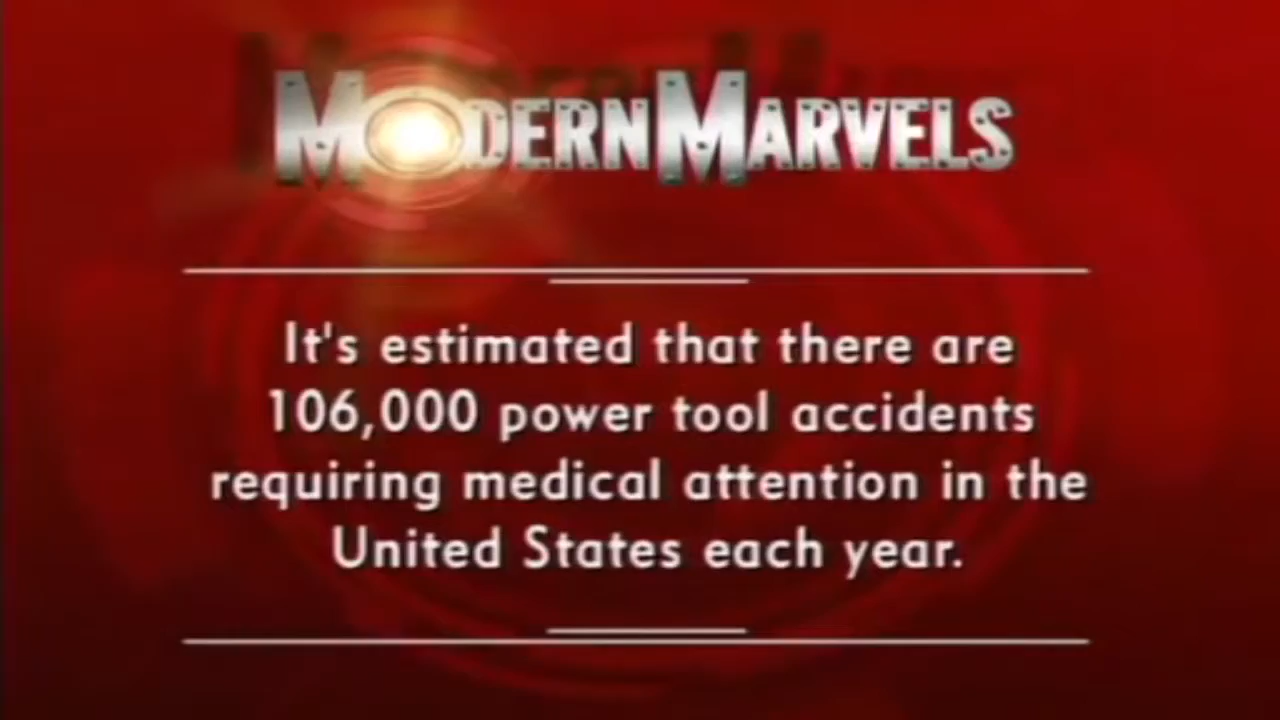 MODERN MARVELS
It's estimated that there are
106,000 power tool accidents
requiring medical attention in the
United States each year.